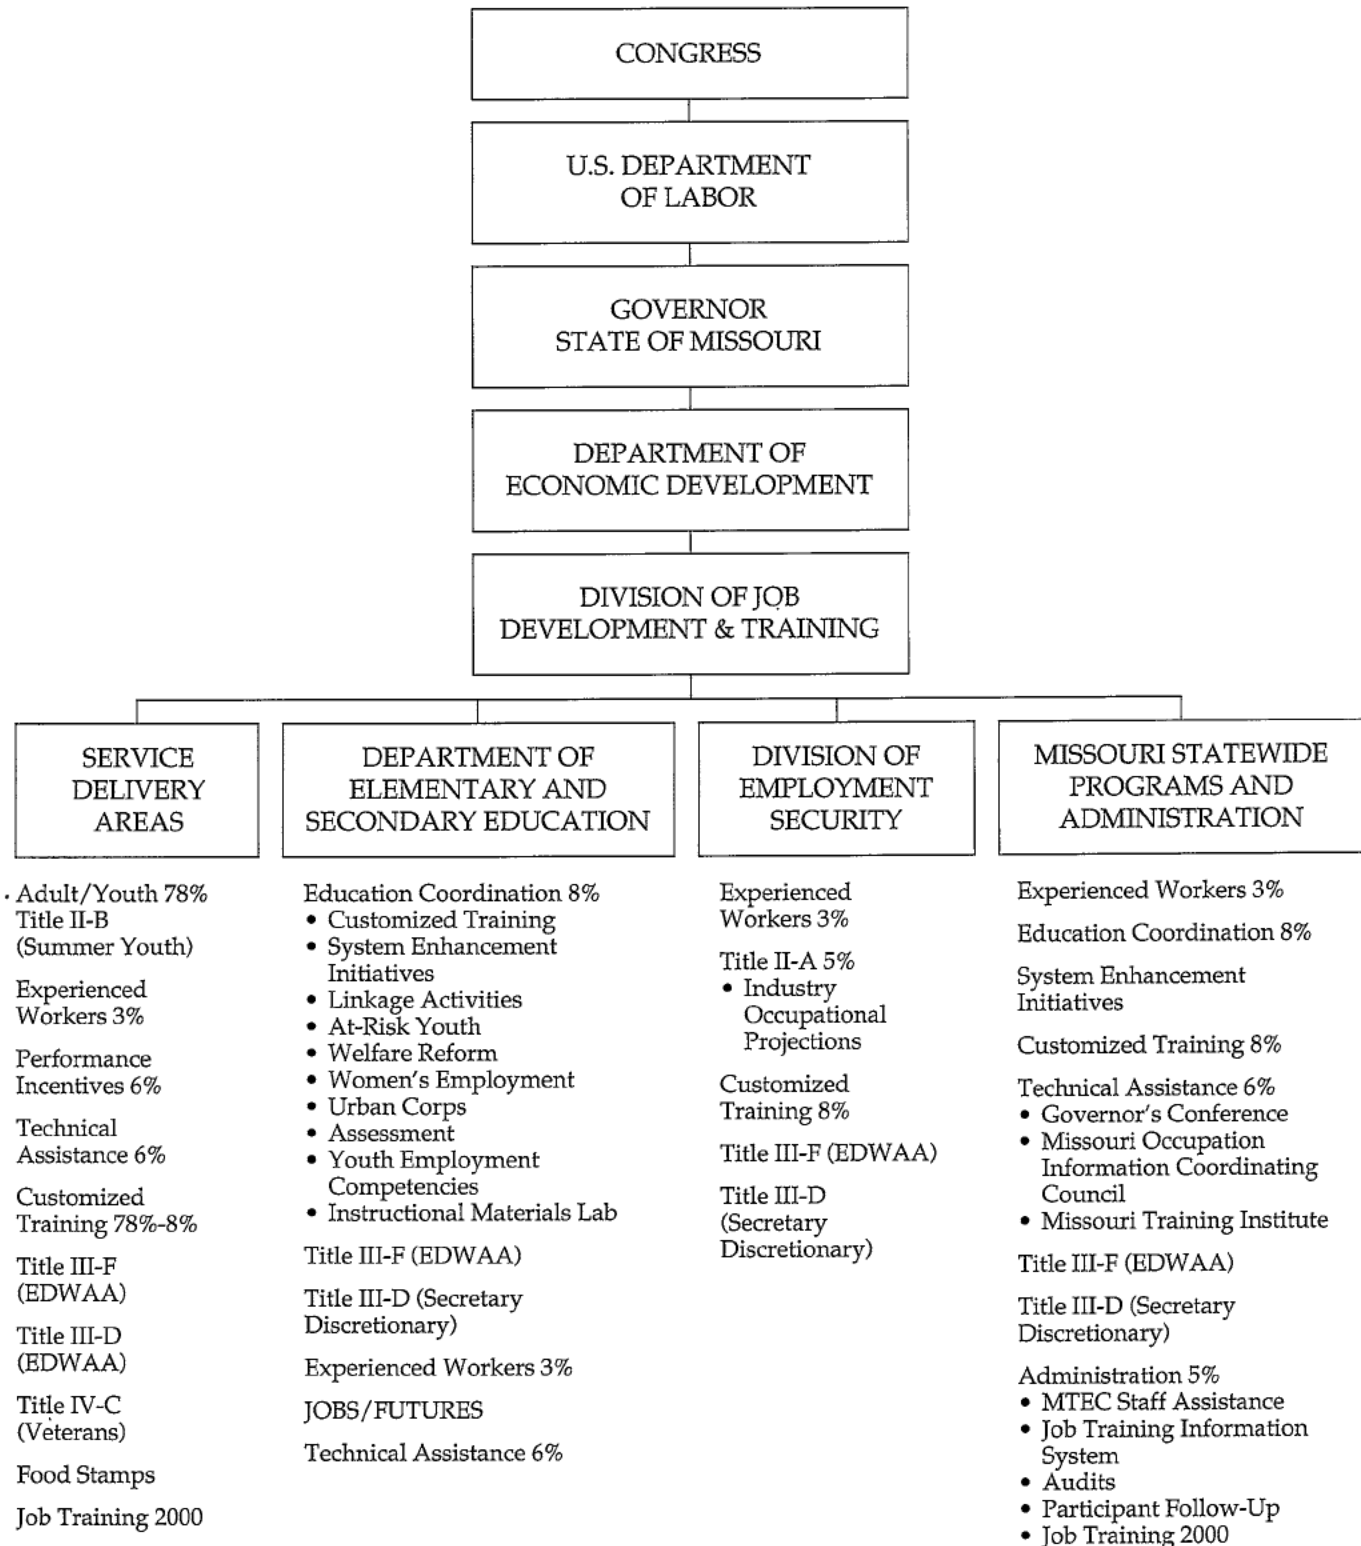 CONGRESS
U.S. DEPARTMENT
OF LABOR
GOVERNOR
STATE OF MISSOURI
DEPARTMENT OF
ECONOMIC DEVELOPMENT
DIVISION OF JOB
DEVELOPMENT & TRAINING
SERVICE
DELIVERY
AREAS
Adult/Youth 78%
Title II-B
(Summer Youth)
Experienced
Workers 3%
Performance
Incentives 6%
Technical
Assistance 6%
Customized
Training 78%-8%
Title III-F
(EDWAA)
Title III-D
(EDWAA)
Title IV-C
(Veterans)
Food Stamps
Job Training 2000
DEPARTMENT OF
ELEMENTARY AND
SECONDARY EDUCATION
Education Coordination 8%
• Customized Training
• System Enhancement
Initiatives
• Linkage Activities
• At-Risk Youth
• Welfare Reform
• Women's Employment
• Urban Corps
• Assessment
• Youth Employment
Competencies
• Instructional Materials Lab
Title III-F (EDWAA)
Title III-D (Secretary
Discretionary)
Experienced Workers 3%
JOBS/FUTURES
Technical Assistance 6%
DIVISION OF
EMPLOYMENT
SECURITY
Experienced
Workers 3%
Title II-A 5%
• Industry
Occupational
Projections
Customized
Training 8%
Title III-F (EDWAA)
Title III-D
(Secretary
Discretionary)
MISSOURI STATEWIDE
PROGRAMS AND
ADMINISTRATION
Experienced Workers 3%
Education Coordination 8%
System Enhancement
Initiatives
Customized Training 8%
Technical Assistance 6%
• Governor's Conference
• Missouri Occupation
Information Coordinating
Council
• Missouri Training Institute
Title III-F (EDWAA)
Title III-D (Secretary
Discretionary)
Administration 5%
• MTEC Staff Assistance
• Job Training Information
System
• Audits
• Participant Follow-Up
• Job Training 2000